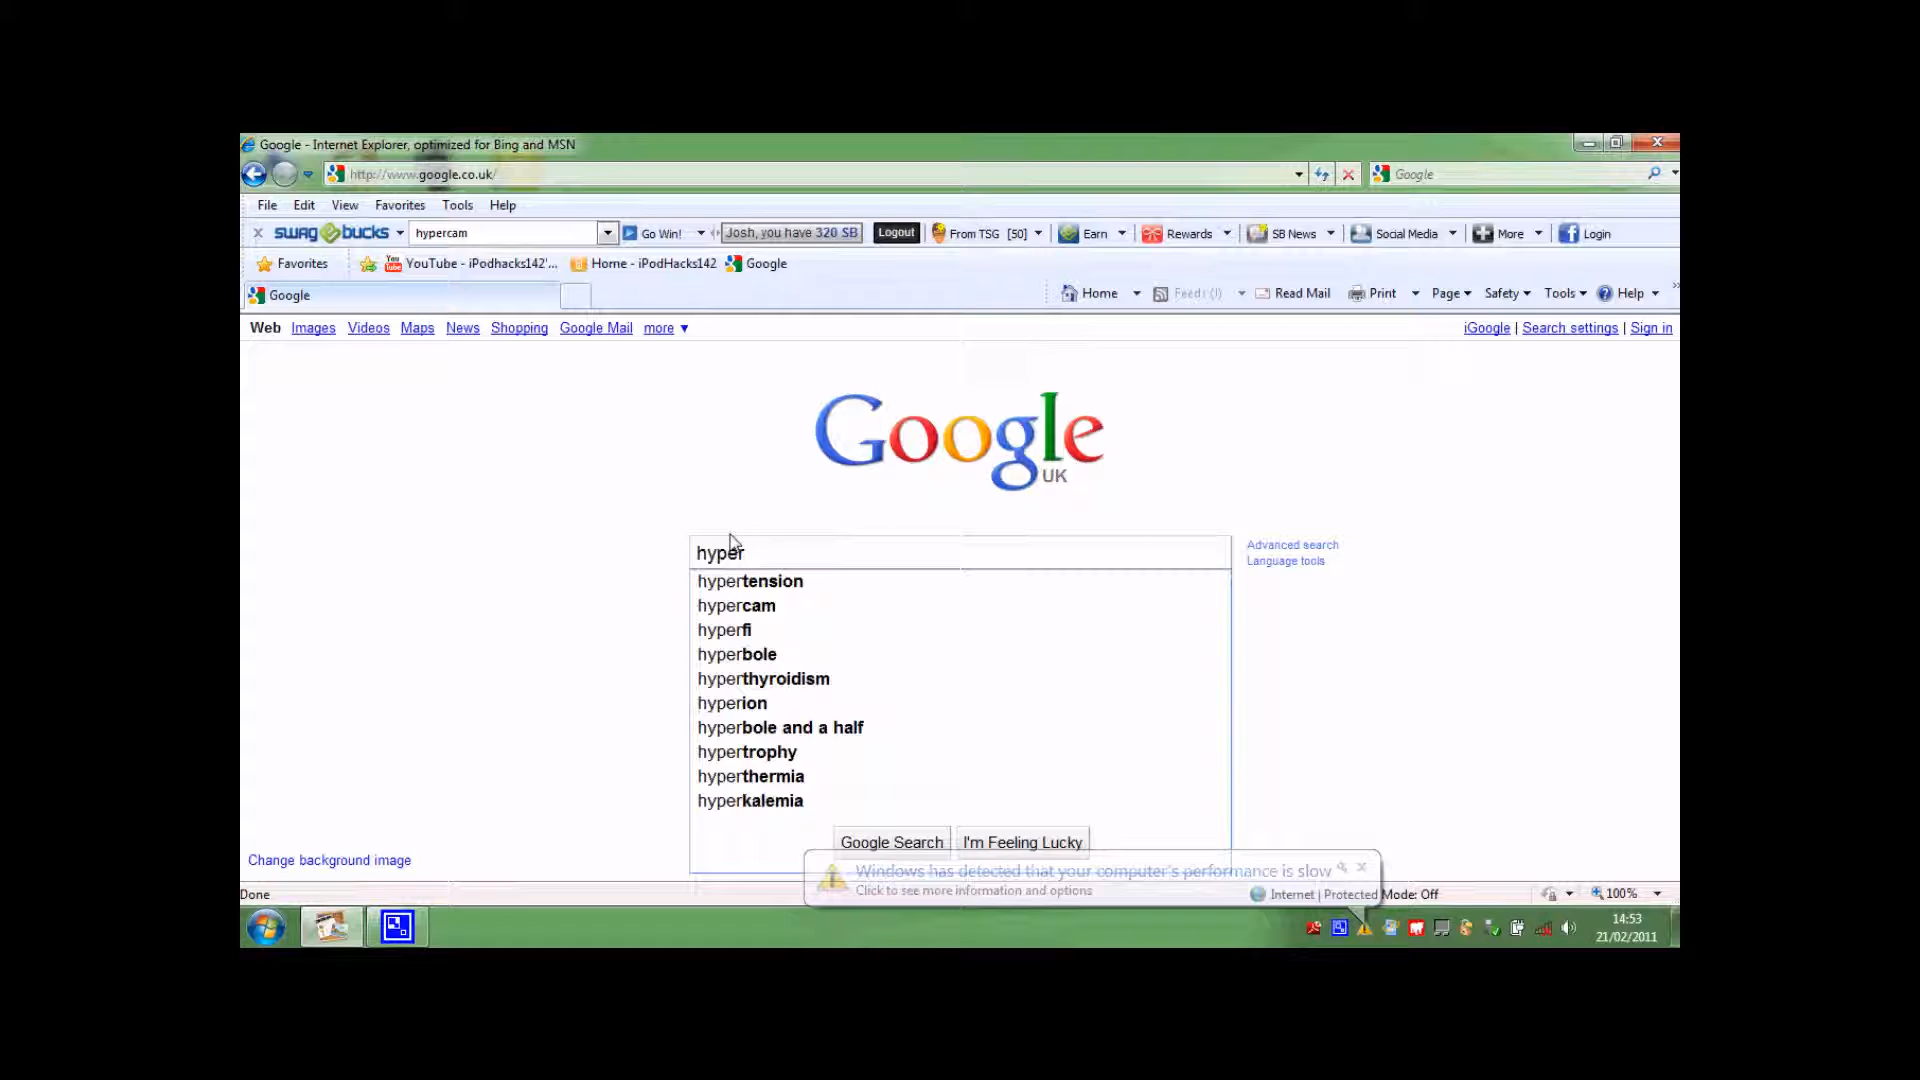 Google - Internet Explorer, optimized for Bing and MSN
http://www.google.co.uk/
Google
File Edit View Favorites Tools Help
swagbucks hypercam Go Win! Josh, you have 320 SB Logout From TSG [50] Earn Rewards SB News Social Media More Login
Favorites YouTube - iPodhacks142'... Home - iPodHacks142 Google
Google Home Feeds (J) Read Mail Print Page Safety Tools Help
Web Images Videos Maps News Shopping Google Mail more iGoogle | Search settings | Sign in
Google
UK
hyper
Advanced search
Language tools
hypertension
hypercam
hyperfi
hyperbole
hyperthyroidism
hyperion
hyperbole and a half
hypertrophy
hyperthermia
hyperkalemia
Google Search I'm Feeling Lucky
Change background image
Windows has detected that your computer's performance is slow
Click to see more information and options
Done Internet | Protected Mode: Off 100%
14:53
21/02/2011